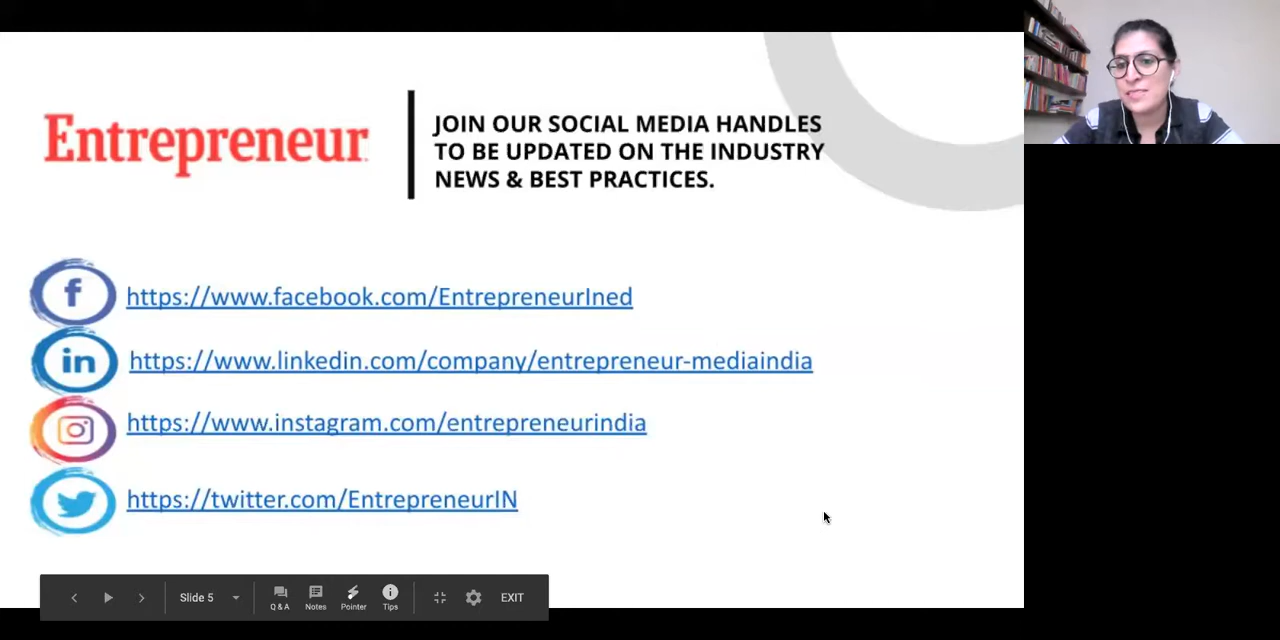 Entrepreneur
JOIN OUR SOCIAL MEDIA HANDLES
TO BE UPDATED ON THE INDUSTRY
NEWS & BEST PRACTICES.
f https://www.facebook.com/EntrepreneurIned
in https://www.linkedin.com/company/entrepreneur-mediaindia
https://www.instagram.com/entrepreneurindia
https://twitter.com/EntrepreneurIN
Slide 5 Q & A Notes Pointer Tips EXIT